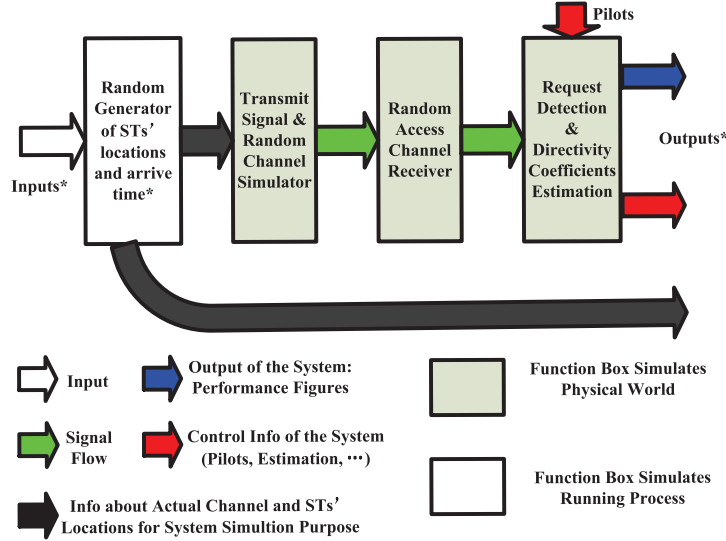 Pilots
Random
Generator
of STs'
locations
and arrive
time*
Transmit
Signal &
Random
Channel
Simulator
Random
Access
Channel
Receiver
Request
Detection
&
Directivity
Coefficients
Estimation
Inputs*
Outputs*
Input
Output of the System:
Performance Figures
Function Box Simulates
Physical World
Signal
Flow
Control Info of the System
(Pilots, Estimation, ···)
Function Box Simulates
Running Process
Info about Actual Channel and STs'
Locations for System Simultion Purpose